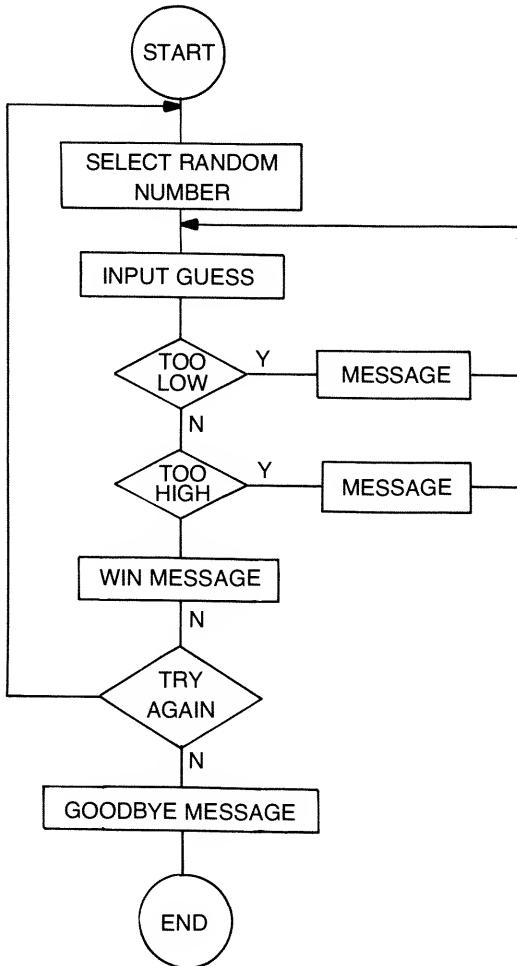 START
SELECT RANDOM
NUMBER
INPUT GUESS
TOO
LOW
Y
MESSAGE
N
TOO
HIGH
Y
MESSAGE
WIN MESSAGE
N
TRY
AGAIN
N
GOODBYE MESSAGE
END